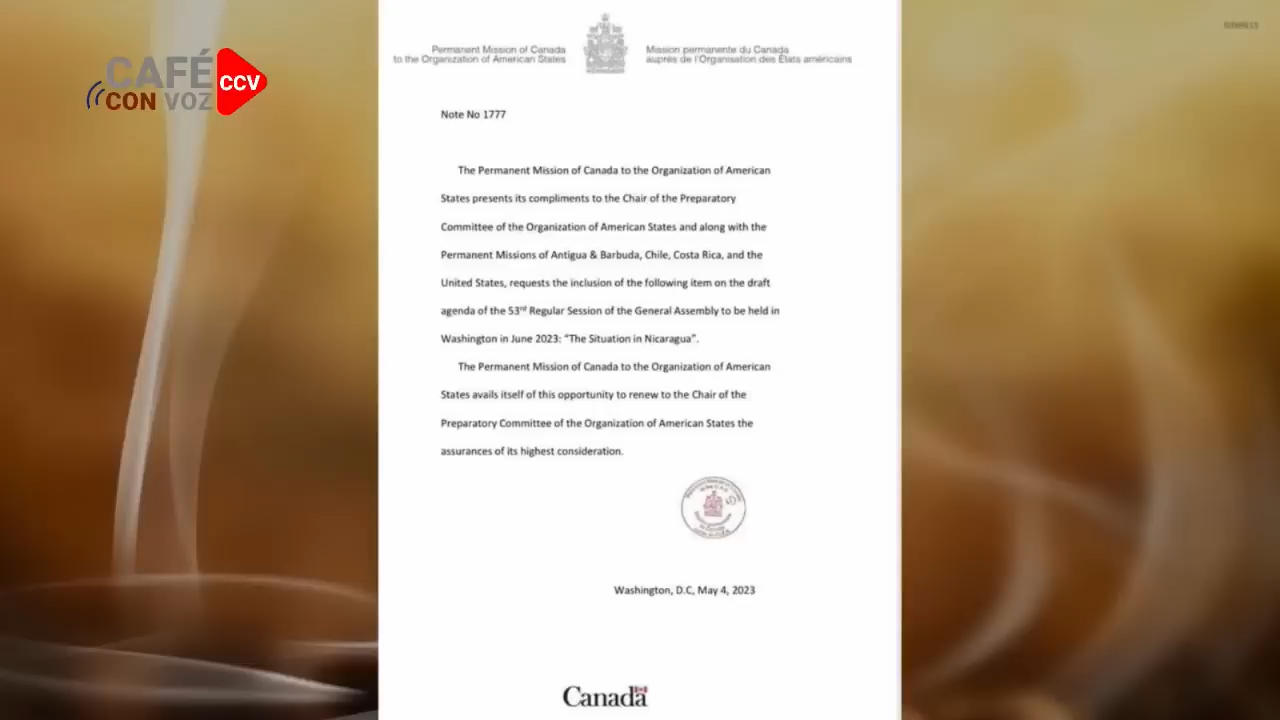 CAFÉ
CON VOZ
CCV
Permanent Mission of Canada
to the Organization of American States
Mission permanente du Canada
auprès de l'Organisation des États américains
Note No 1777
The Permanent Mission of Canada to the Organization of American
States presents its compliments to the Chair of the Preparatory
Committee of the Organization of American States and along with the
Permanent Missions of Antigua & Barbuda, Chile, Costa Rica, and the
United States, requests the inclusion of the following item on the draft
agenda of the 53rd Regular Session of the General Assembly to be held in
Washington in June 2023: “The Situation in Nicaragua”.
The Permanent Mission of Canada to the Organization of American
States avails itself of this opportunity to renew to the Chair of the
Preparatory Committee of the Organization of American States the
assurances of its highest consideration.
Washington, D.C, May 4, 2023
Canada